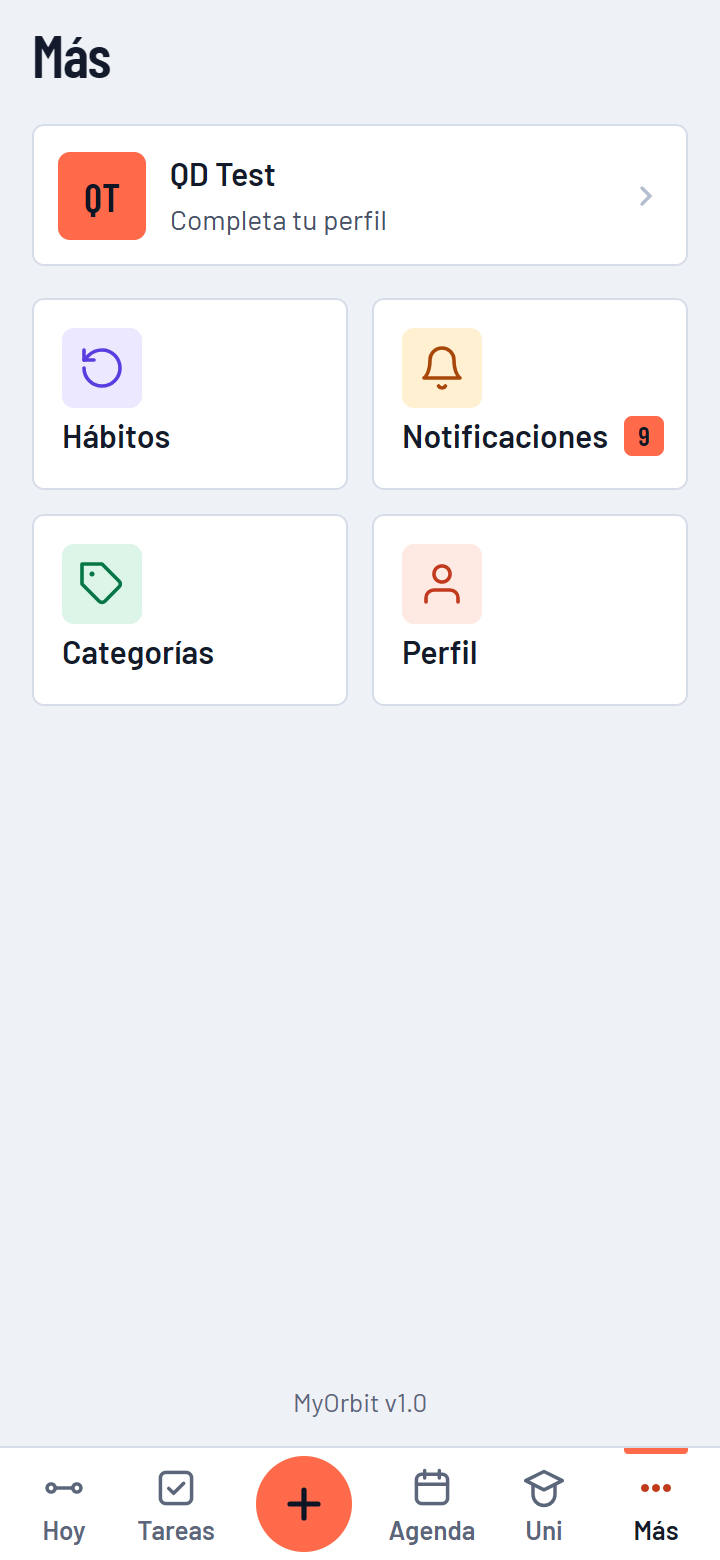 Más
QT
QD Test
Completa tu perfil
Hábitos
Notificaciones 9
Categorías
Perfil
MyOrbit v1.0
Hoy
Tareas
Agenda
Uni
Más